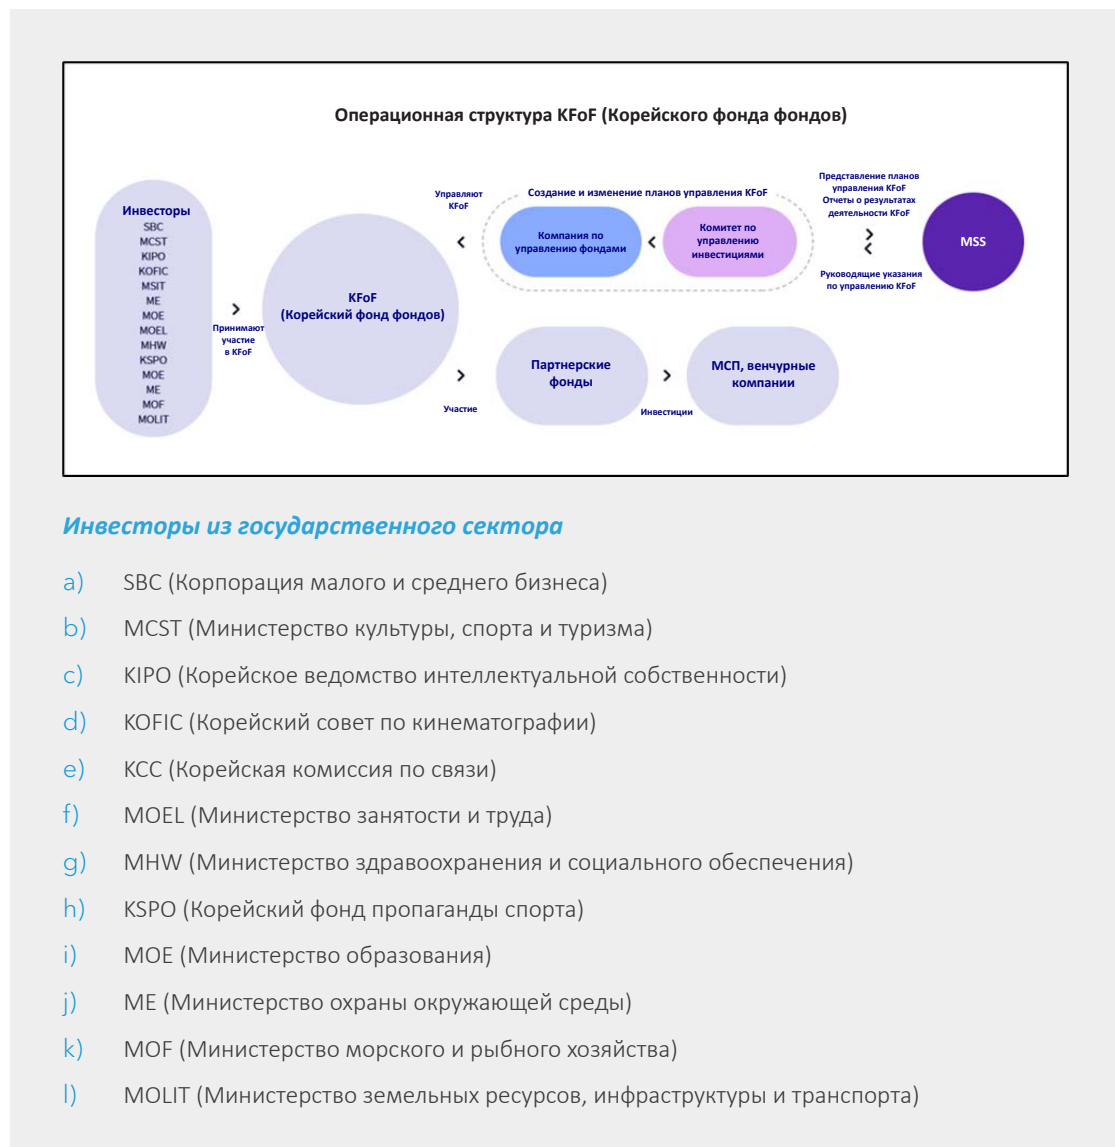 Операционная структура KFoF (Корейского фонда фондов)
Инвесторы
SBC
MCST
KIPO
KOFIC
MSIT
ME
MOE
MOEL
MHW
KSPO
MOE
ME
MOF
MOLIT
Принимают
участие
в KFoF
KFoF
(Корейский фонд фондов)
Управляют
KFoF
Создание и изменение планов управления KFoF
Компания по
управлению фондами
Комитет по
управлению
инвестициями
Представление планов
управления KFoF
Отчеты о результатах
деятельности KFoF
Руководящие указания
по управлению KFoF
MSS
Участие
Партнерские
фонды
Инвестиции
МСП, венчурные
компании
Инвесторы из государственного сектора
a) SBC (Корпорация малого и среднего бизнеса)
b) MCST (Министерство культуры, спорта и туризма)
c) KIPO (Корейское ведомство интеллектуальной собственности)
d) KOFIC (Корейский совет по кинематографии)
e) KCC (Корейская комиссия по связи)
f) MOEL (Министерство занятости и труда)
g) MHW (Министерство здравоохранения и социального обеспечения)
h) KSPO (Корейский фонд пропаганды спорта)
i) MOE (Министерство образования)
j) ME (Министерство охраны окружающей среды)
k) MOF (Министерство морского и рыбного хозяйства)
l) MOLIT (Министерство земельных ресурсов, инфраструктуры и транспорта)